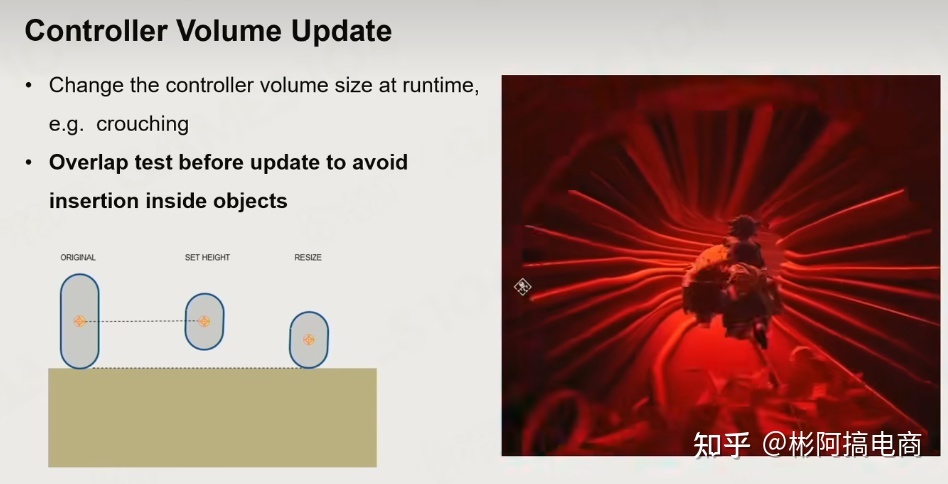 Controller Volume Update
• Change the controller volume size at runtime,
e.g. crouching
• Overlap test before update to avoid
insertion inside objects
ORIGINAL
SET HEIGHT
RESIZE
知乎 @彬阿搞电商